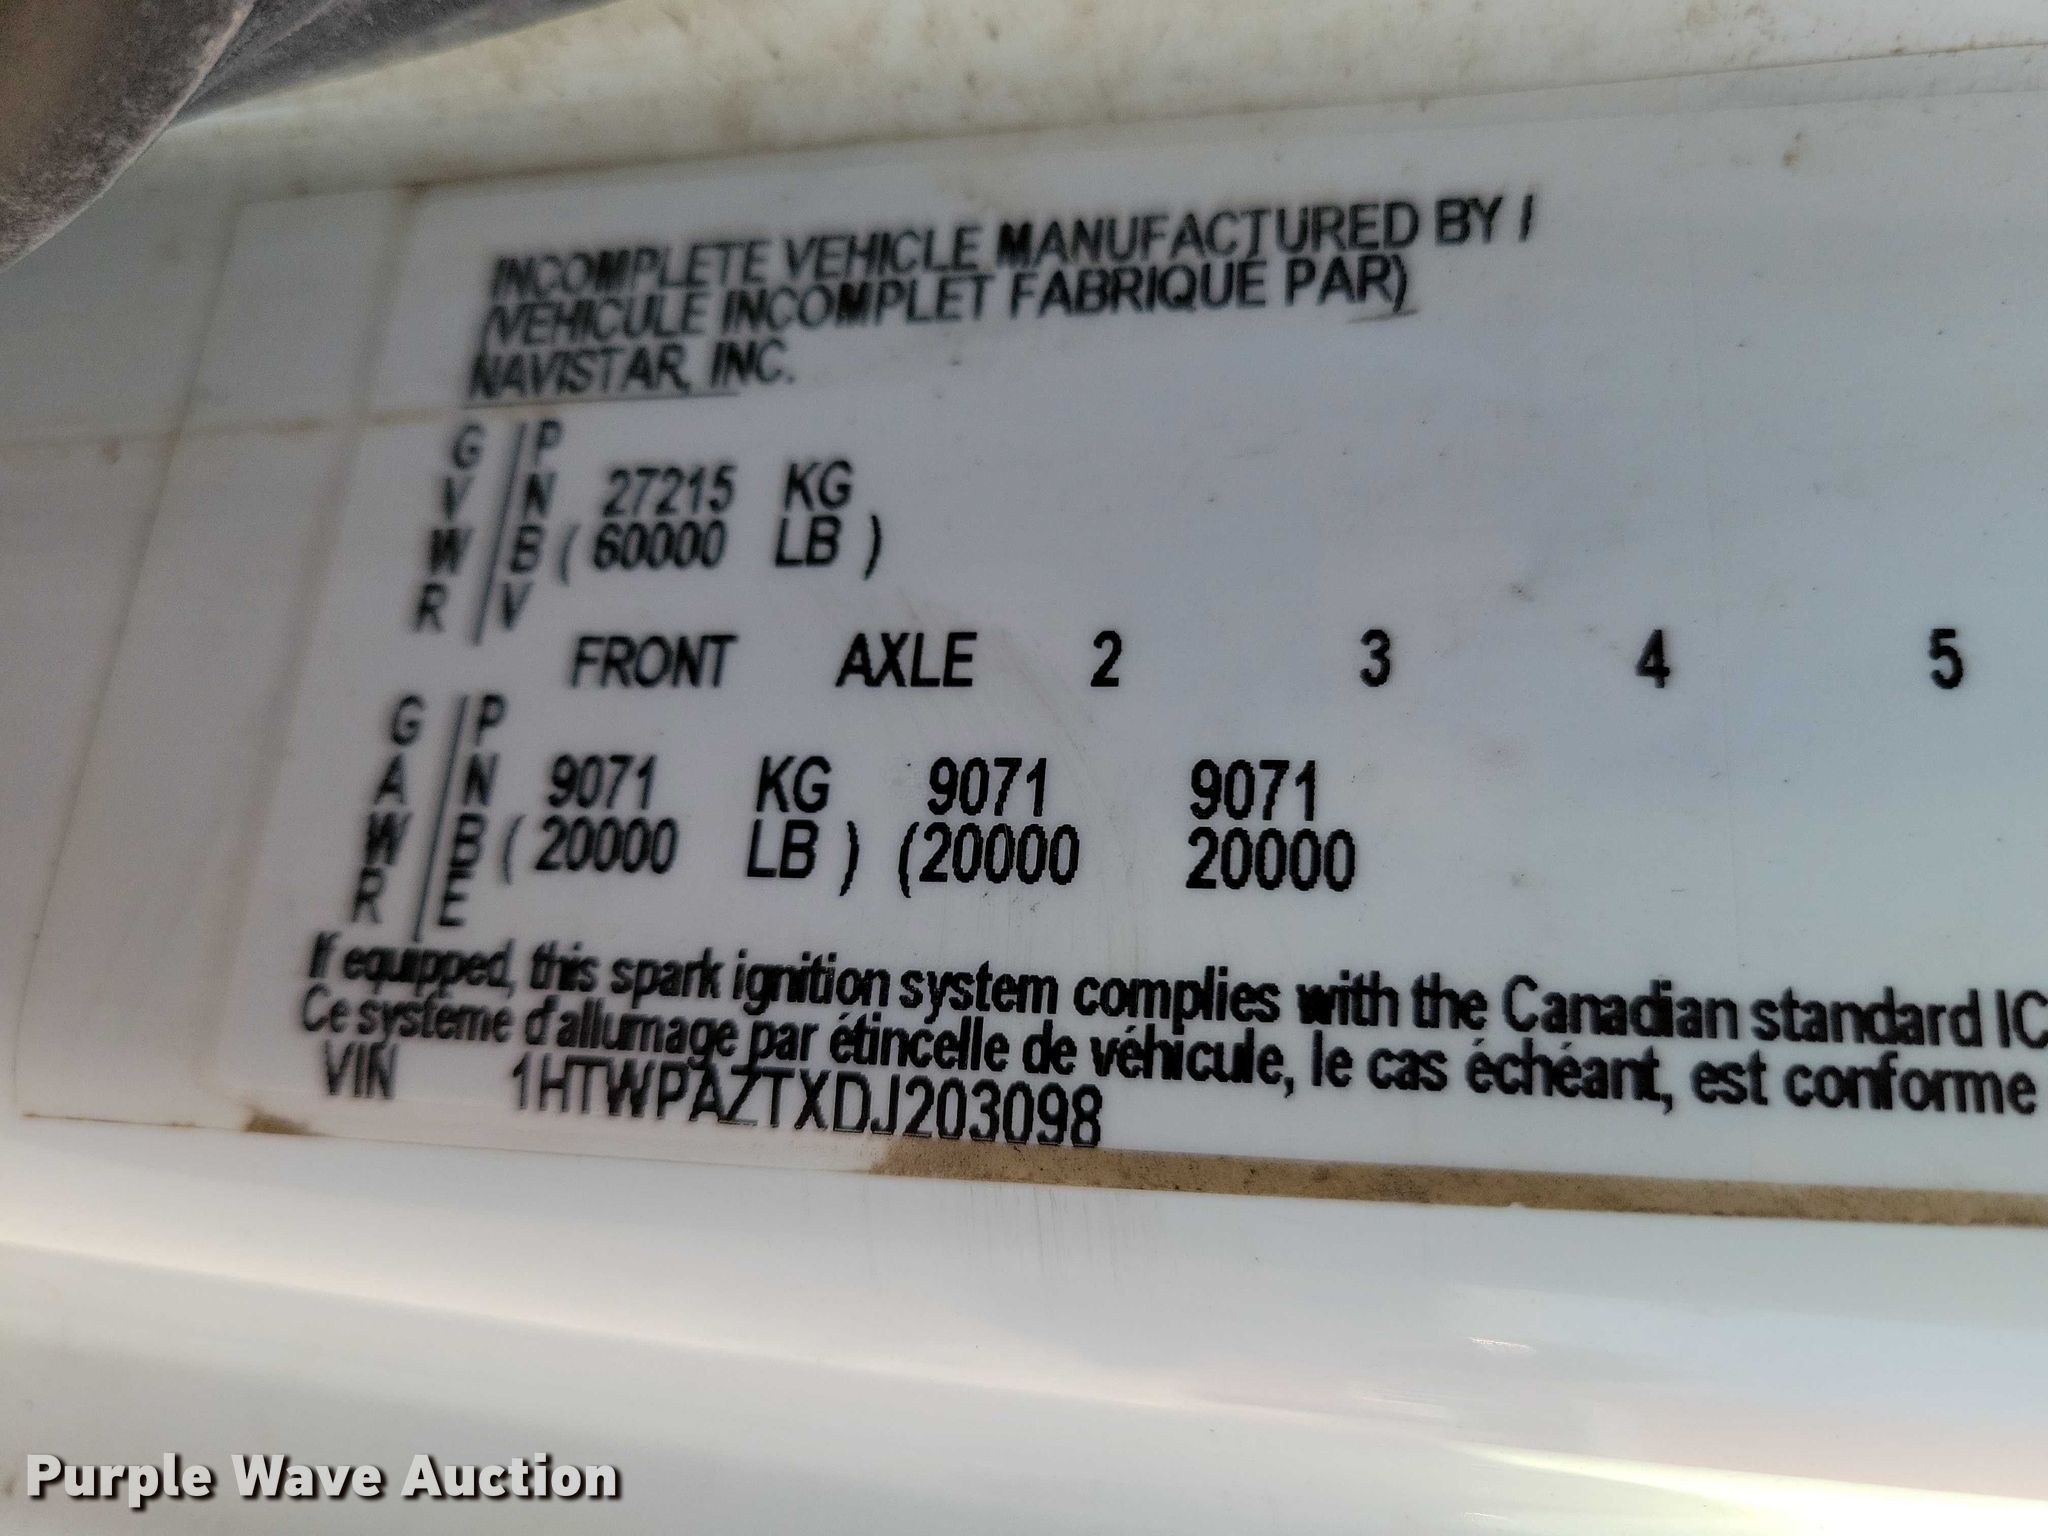 INCOMPLETE VEHICLE MANUFACTURED BY /
(VEHICULE INCOMPLET FABRIQUE PAR)
NAVISTAR, INC.
G / P
V / N 27215 KG
W / B ( 60000 LB )
R / V
FRONT AXLE 2 3 4 5
G / P
A / N 9071 KG 9071 9071
W / B ( 20000 LB ) (20000 20000
R / E
If equipped, this spark ignition system complies with the Canadian standard IC
Ce système d'allumage par étincelle de véhicule, le cas échéant, est conforme
VIN 1HTWPAZTXDJ203098
Purple Wave Auction